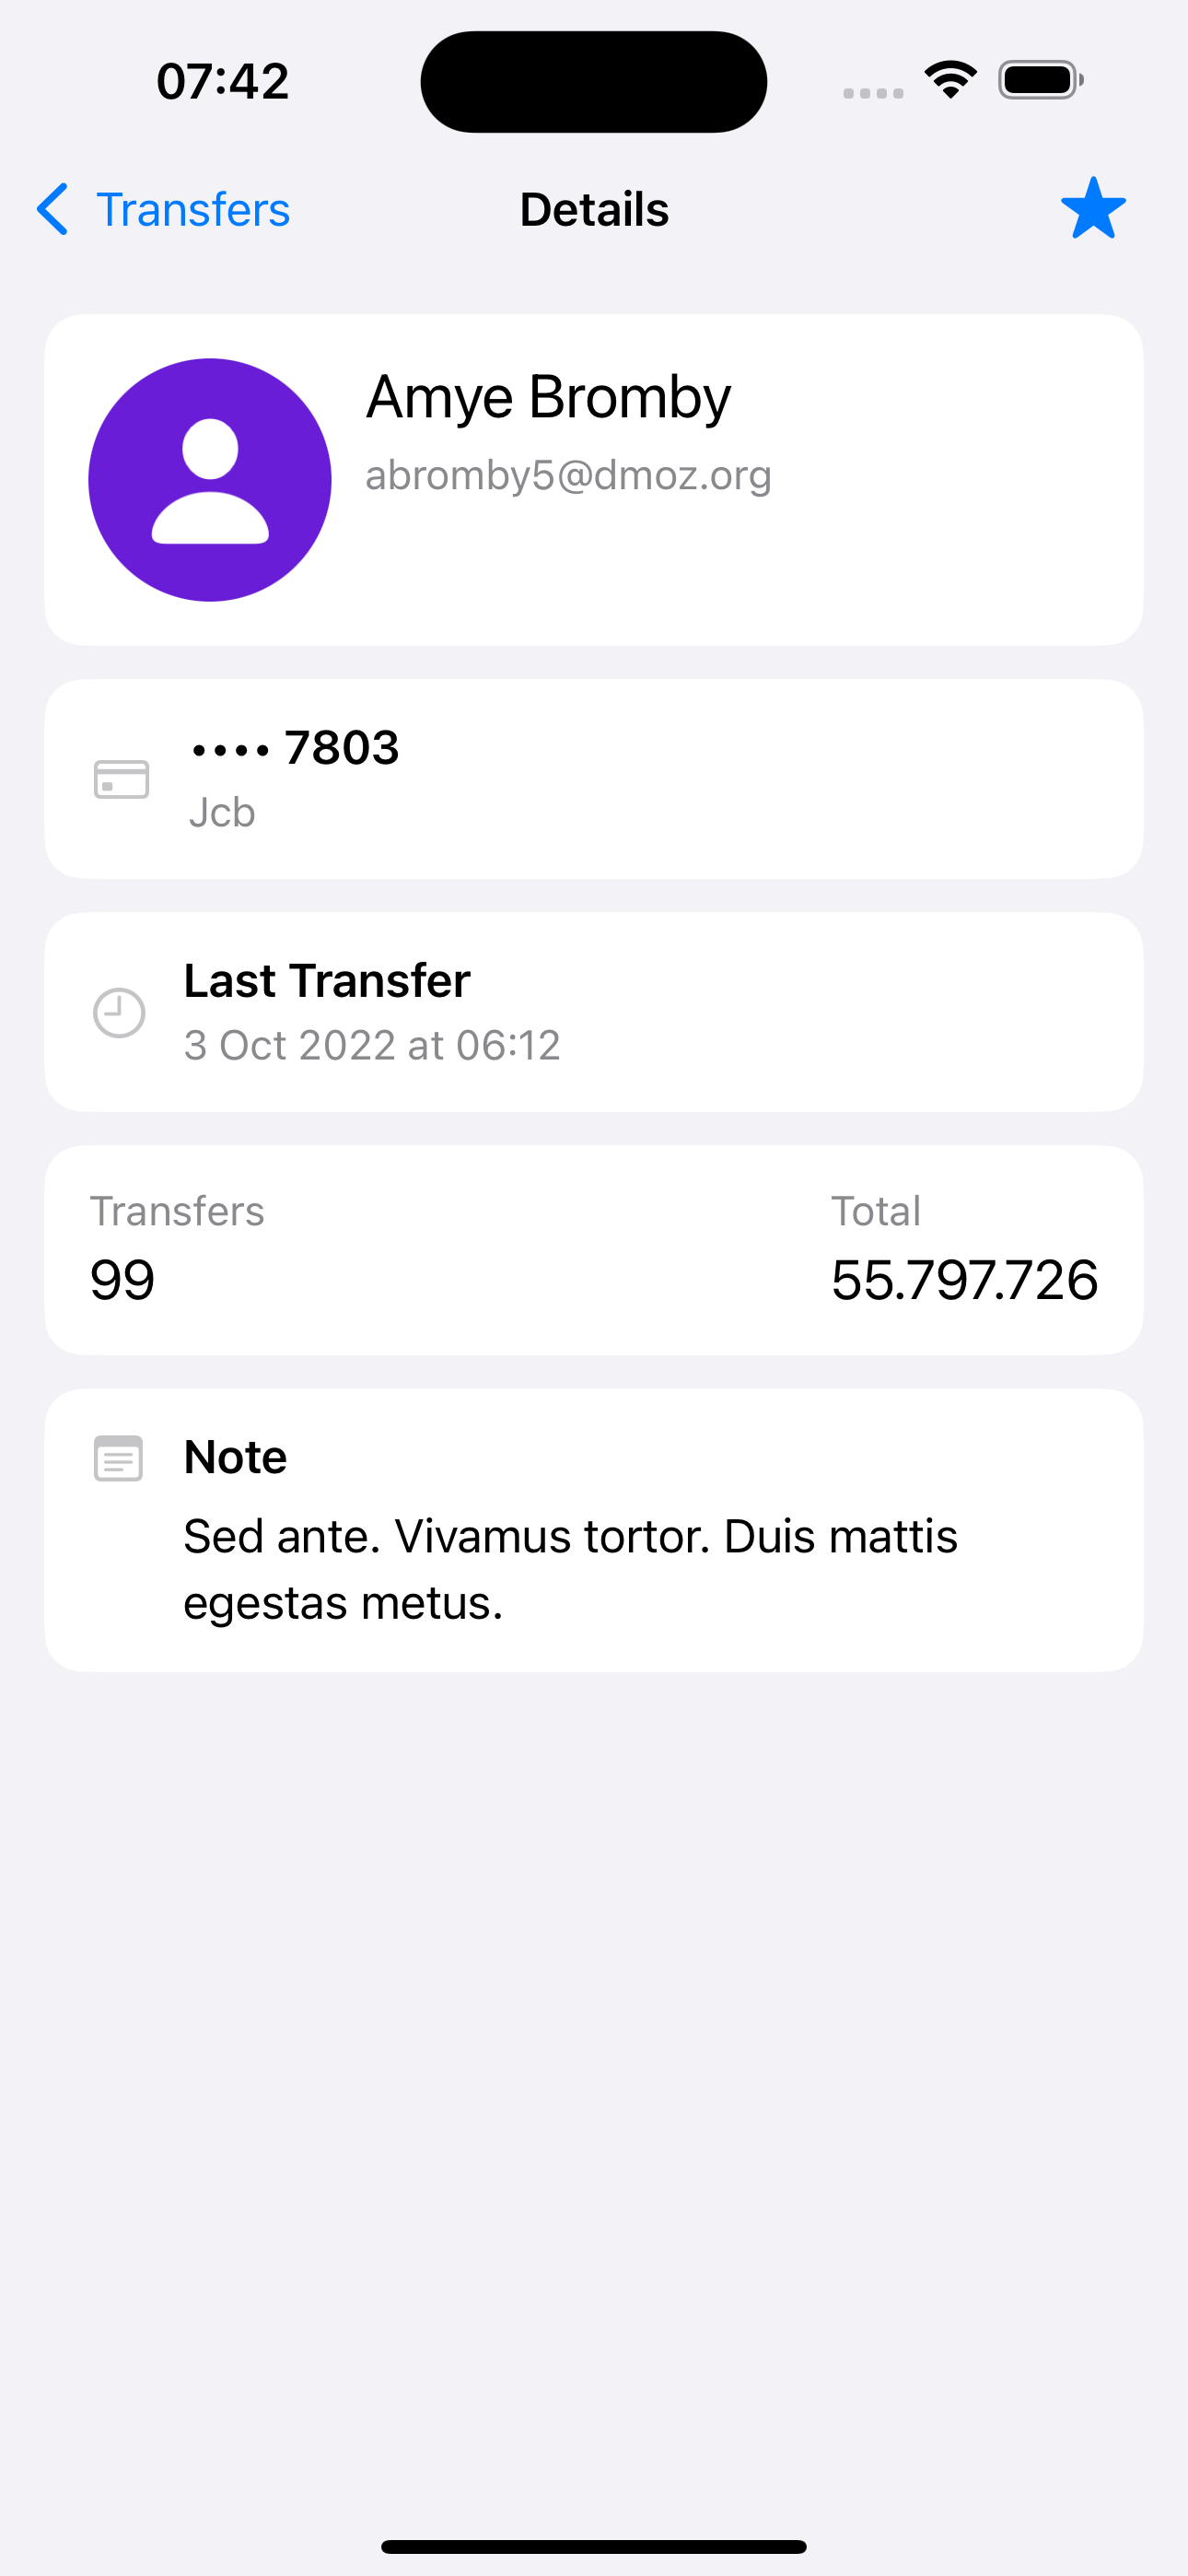 07:42
Transfers
Details
Amye Bromby
abromby5@dmoz.org
•••• 7803
Jcb
Last Transfer
3 Oct 2022 at 06:12
Transfers
Total
99
55.797.726
Note
Sed ante. Vivamus tortor. Duis mattis
egestas metus.